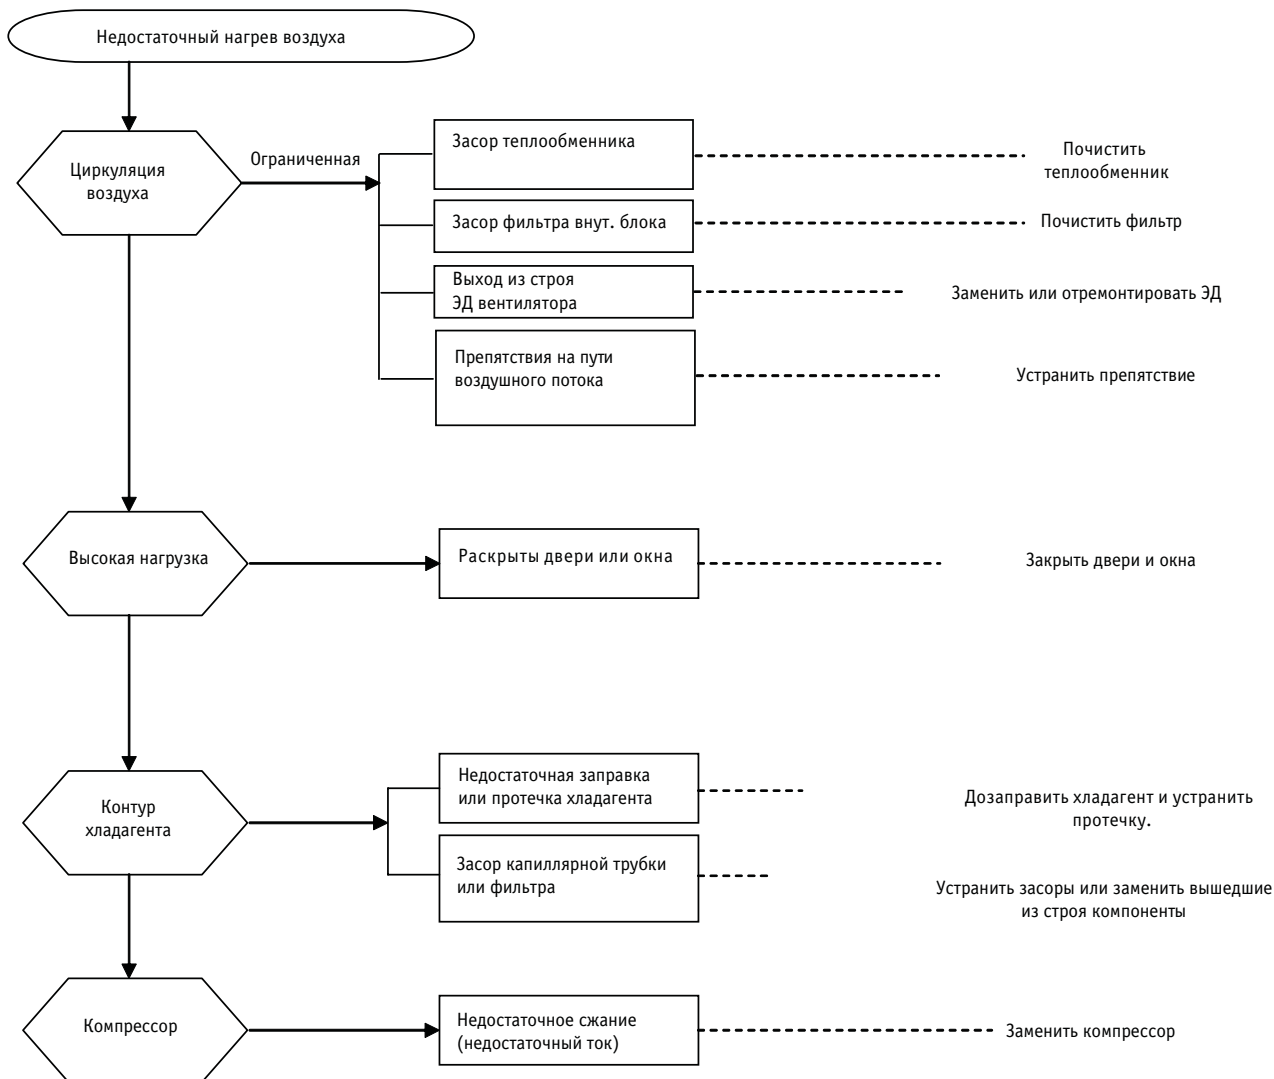 Недостаточный нагрев воздуха
Циркуляция
воздуха
Ограниченная
Засор теплообменника
Почистить
теплообменник
Засор фильтра внут. блока
Почистить фильтр
Выход из строя
ЭД вентилятора
Заменить или отремонтировать ЭД
Препятствия на пути
воздушного потока
Устранить препятствие
Высокая нагрузка
Раскрыты двери или окна
Закрыть двери и окна
Контур
хладагента
Недостаточная заправка
или протечка хладагента
Дозаправить хладагент и устранить
протечку.
Засор капиллярной трубки
или фильтра
Устранить засоры или заменить вышедшие
из строя компоненты
Компрессор
Недостаточное сжание
(недостаточный ток)
Заменить компрессор